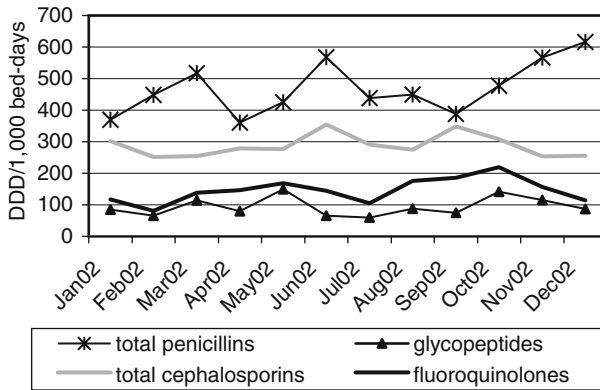 700
600
500
400
300
200
100
0
DDD/1,000 bed-days
Jan02 Feb02 Mar02 Apr02 May02 Jun02 Jul02 Aug02 Sep02 Oct02 Nov02 Dec02
total penicillins glycopeptides
total cephalosporins fluoroquinolones